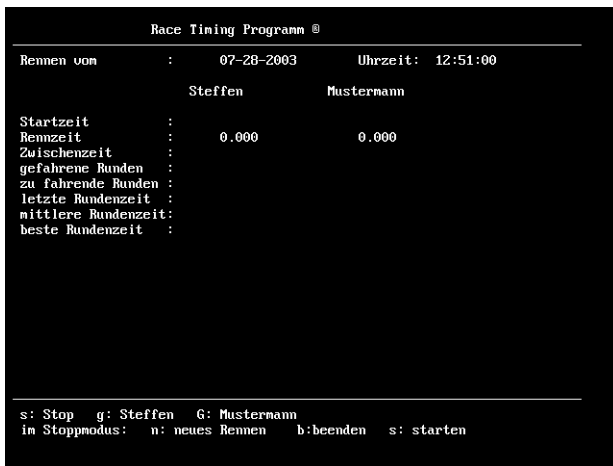 Race Timing Programm ®
Rennen vom : 07-28-2003 Uhrzeit: 12:51:00
Steffen Mustermann
Startzeit :
Rennzeit : 0.000 0.000
Zwischenzeit :
gefahrene Runden :
zu fahrende Runden :
letzte Rundenzeit :
mittlere Rundenzeit:
beste Rundenzeit :
s: Stop g: Steffen G: Mustermann
im Stoppmodus: n: neues Rennen b:beenden s: starten